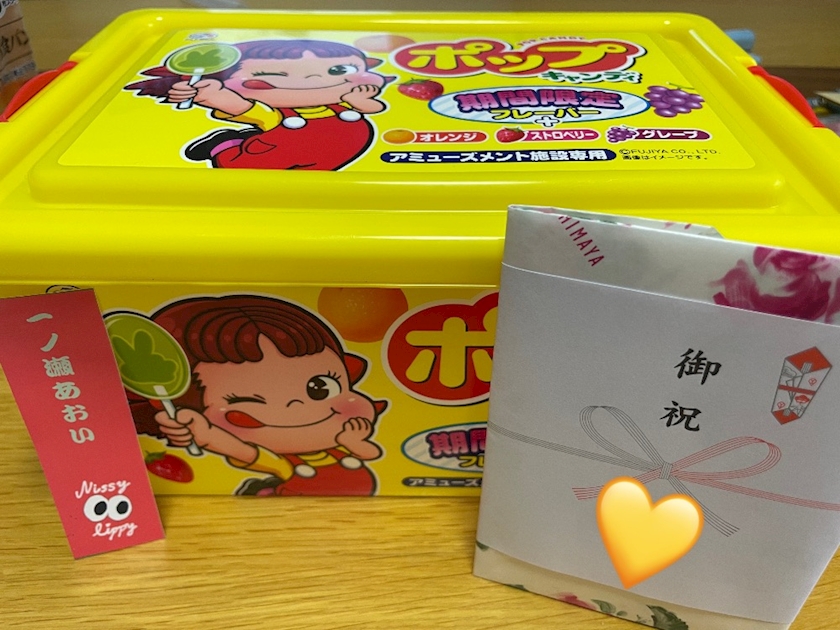 ポップ
キャンディ
期間限定
フレーバー
+
オレンジ
ストロベリー
グレープ
アミューズメント施設専用
©FUJIYA CO., LTD.
画像はイメージです。
一ノ瀬あおい
Nissy
lippy
ポ
期間
フレ
アミューズ
HIMAYA
御祝